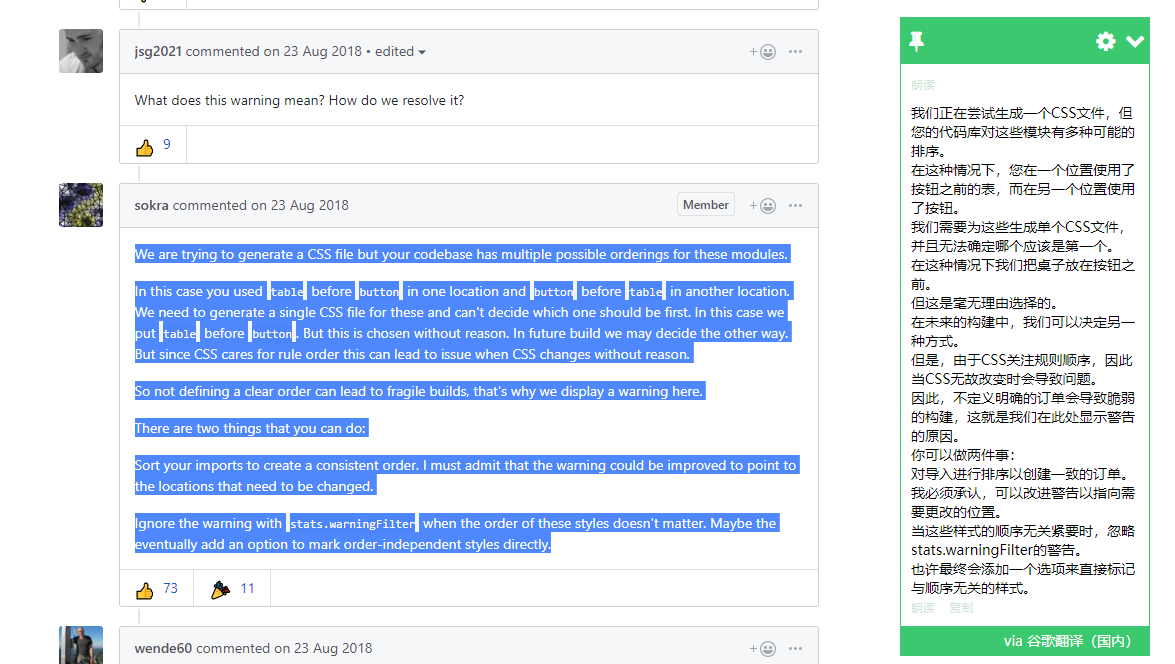 jsg2021 commented on 23 Aug 2018 • edited
What does this warning mean? How do we resolve it?
9
sokra commented on 23 Aug 2018
Member
We are trying to generate a CSS file but your codebase has multiple possible orderings for these modules.
In this case you used table before button in one location and button before table in another location.
We need to generate a single CSS file for these and can't decide which one should be first. In this case we
put table before button. But this is chosen without reason. In future build we may decide the other way.
But since CSS cares for rule order this can lead to issue when CSS changes without reason.
So not defining a clear order can lead to fragile builds, that's why we display a warning here.
There are two things that you can do:
Sort your imports to create a consistent order. I must admit that the warning could be improved to point to
the locations that need to be changed.
Ignore the warning with stats.warningFilter when the order of these styles doesn't matter. Maybe the
eventually add an option to mark order-independent styles directly.
73
11
wende60 commented on 23 Aug 2018
朗读
我们正在尝试生成一个CSS文件，但
您的代码库对这些模块有多种可能的
排序。
在这种情况下，您在一个位置使用了
按钮之前的表，而在另一个位置使用
了按钮。
我们需要为这些生成单个CSS文件，
并且无法确定哪个应该是第一个。
在这种情况下我们把桌子放在按钮之
前。
但这是毫无理由选择的。
在未来的构建中，我们可以决定另一
种方式。
但是，由于CSS关注规则顺序，因此
当CSS无故改变时会导致问题。
因此，不定义明确的订单会导致脆弱
的构建，这就是我们在此处显示警告
的原因。
你可以做两件事：
对导入进行排序以创建一致的订单。
我必须承认，可以改进警告以指向需
要更改的位置。
当这些样式的顺序无关紧要时，忽略
stats.warningFilter的警告。
也许最终会添加一个选项来直接标记
与顺序无关的样式。
朗读 复制
via 谷歌翻译（国内）